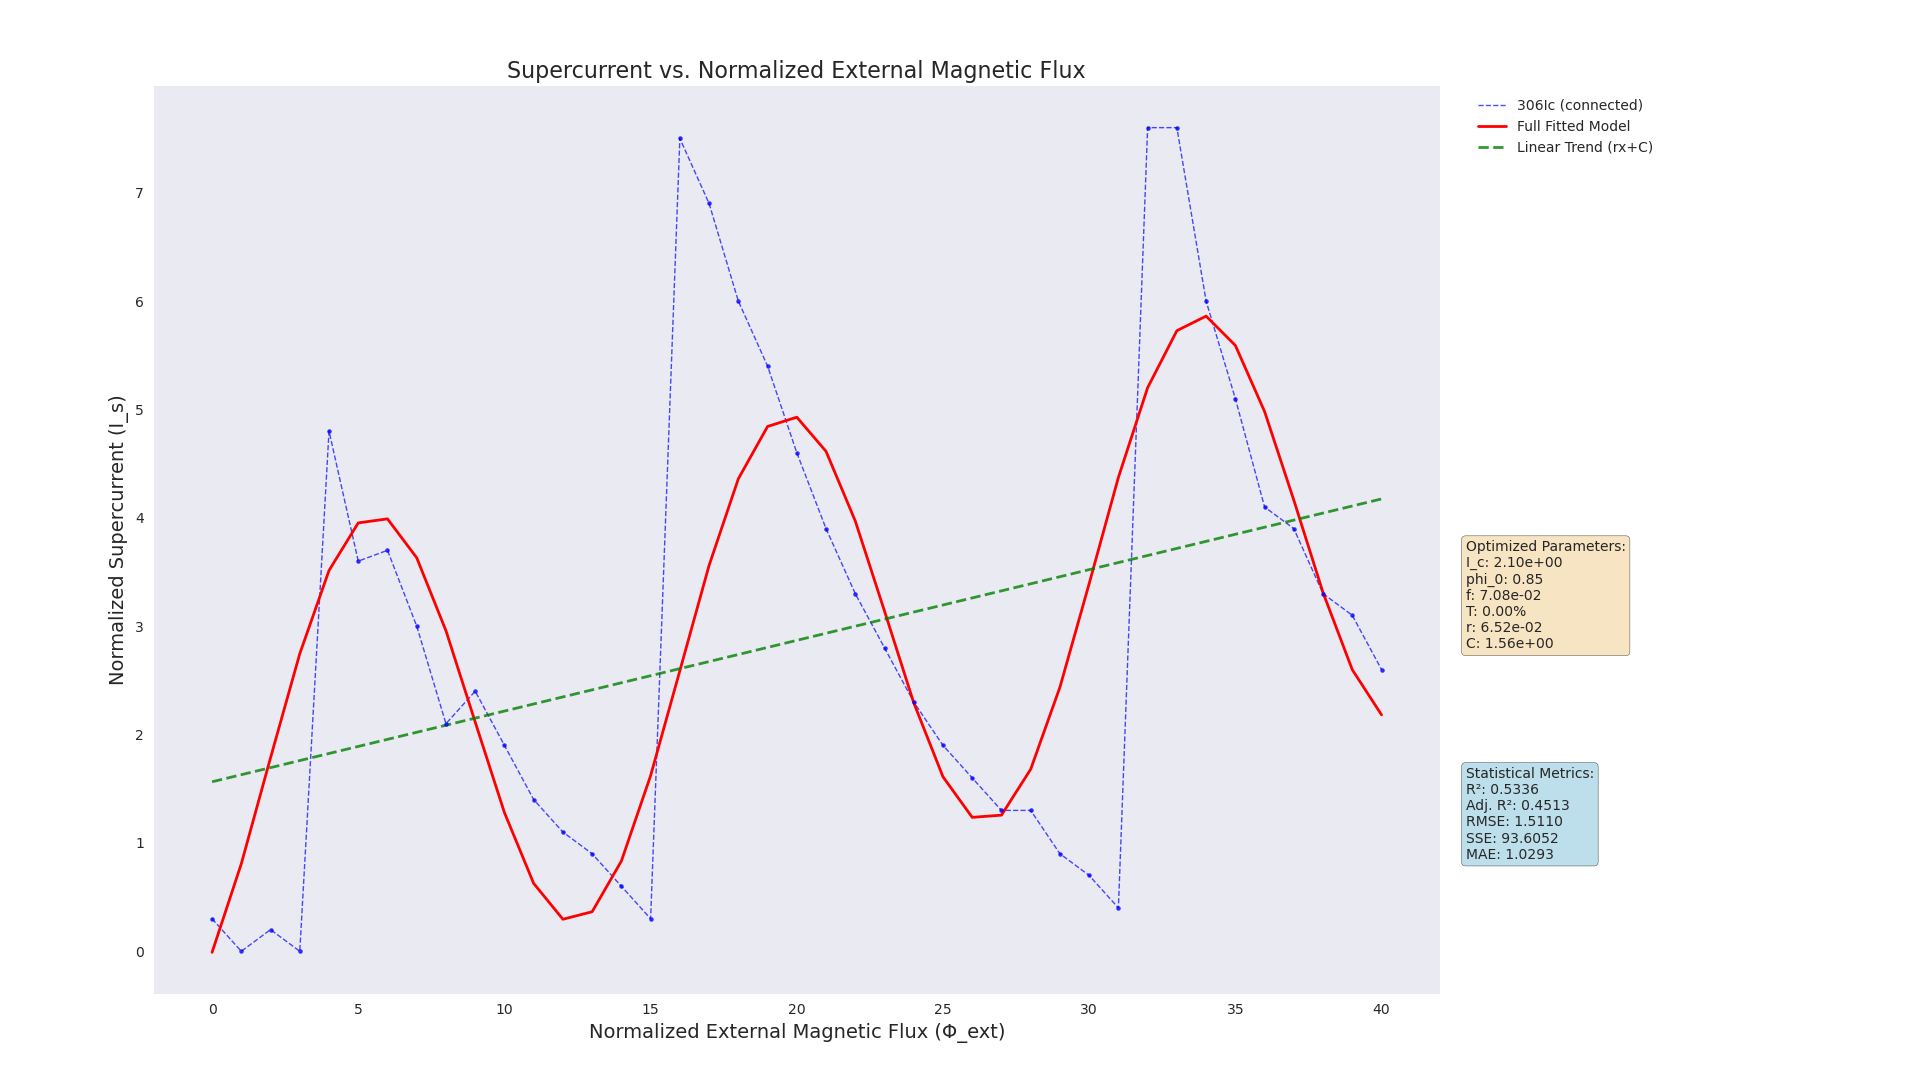 Supercurrent vs. Normalized External Magnetic Flux
306Ic (connected)
Full Fitted Model
Linear Trend (rx+C)
Normalized Supercurrent (I_s)
7
6
5
4
3
2
1
0
0 5 10 15 20 25 30 35 40
Normalized External Magnetic Flux (Φ_ext)
Optimized Parameters:
I_c: 2.10e+00
phi_0: 0.85
f: 7.08e-02
T: 0.00%
r: 6.52e-02
C: 1.56e+00
Statistical Metrics:
R²: 0.5336
Adj. R²: 0.4513
RMSE: 1.5110
SSE: 93.6052
MAE: 1.0293